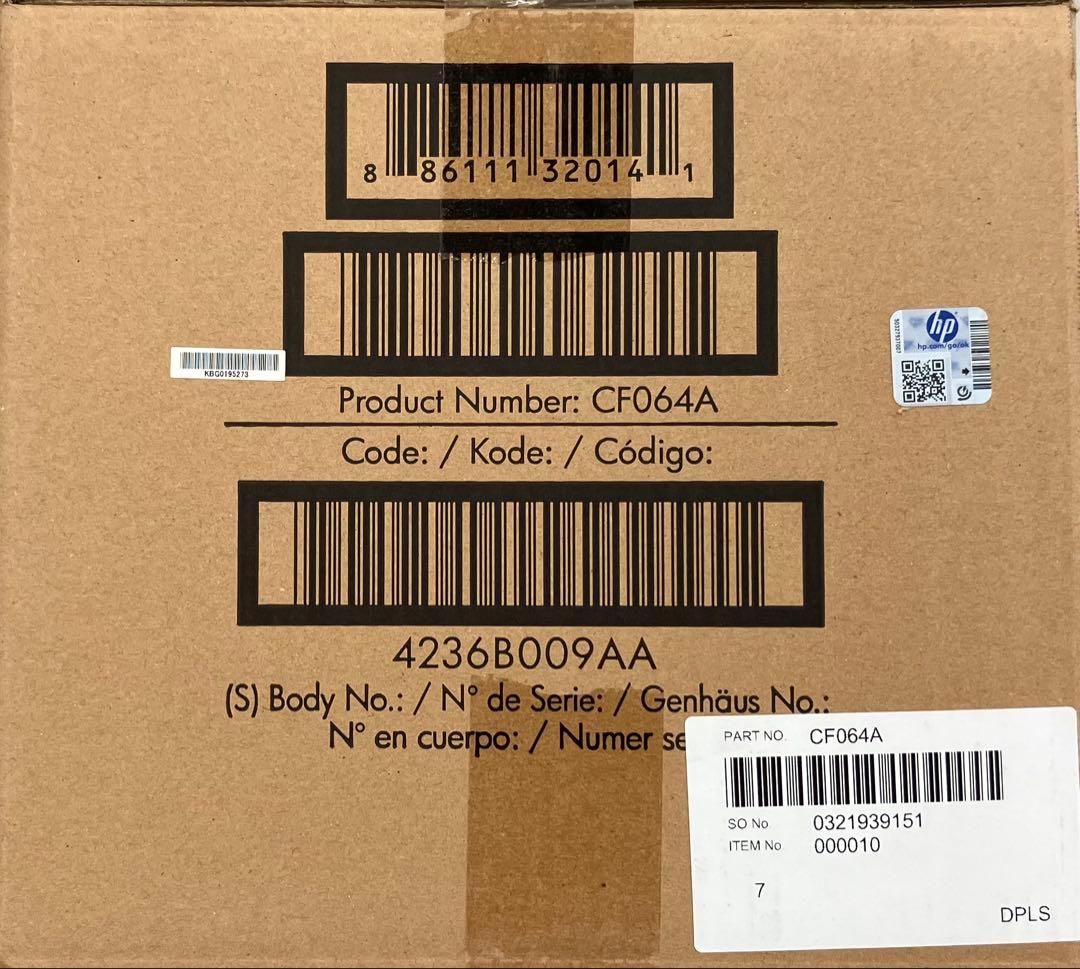 8 86111 32014 1
KBG0195273
hp
hp.com/go/ok
Product Number: CF064A
Code: / Kode: / Código:
4236B009AA
(S) Body No.: / N° de Serie: / Genhäus No.:
N° en cuerpo: / Numer se
PART NO. CF064A
SO No. 0321939151
ITEM No 000010
7
DPLS